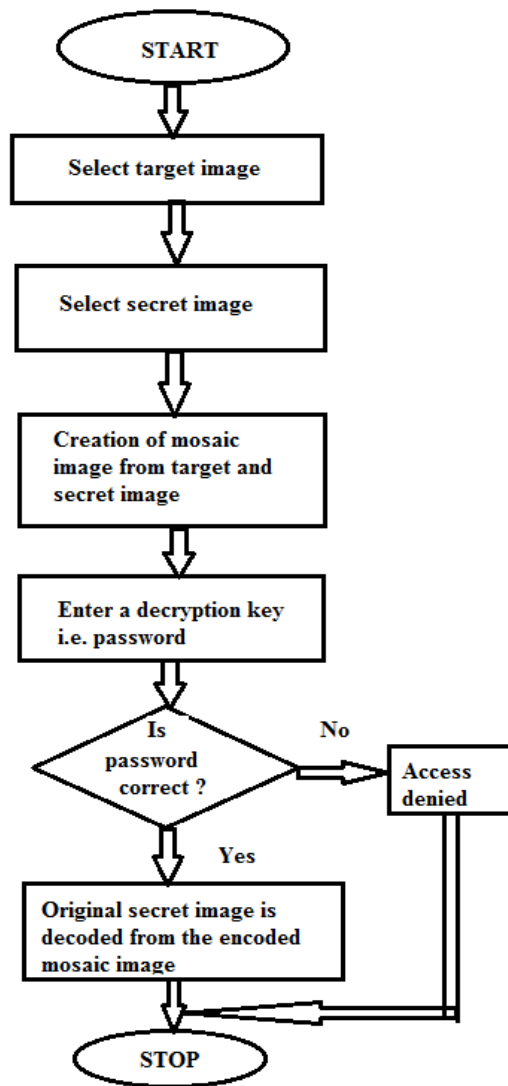 START
Select target image
Select secret image
Creation of mosaic
image from target and
secret image
Enter a decryption key
i.e. password
Is
password
correct ?
No
Access
denied
Yes
Original secret image is
decoded from the encoded
mosaic image
STOP